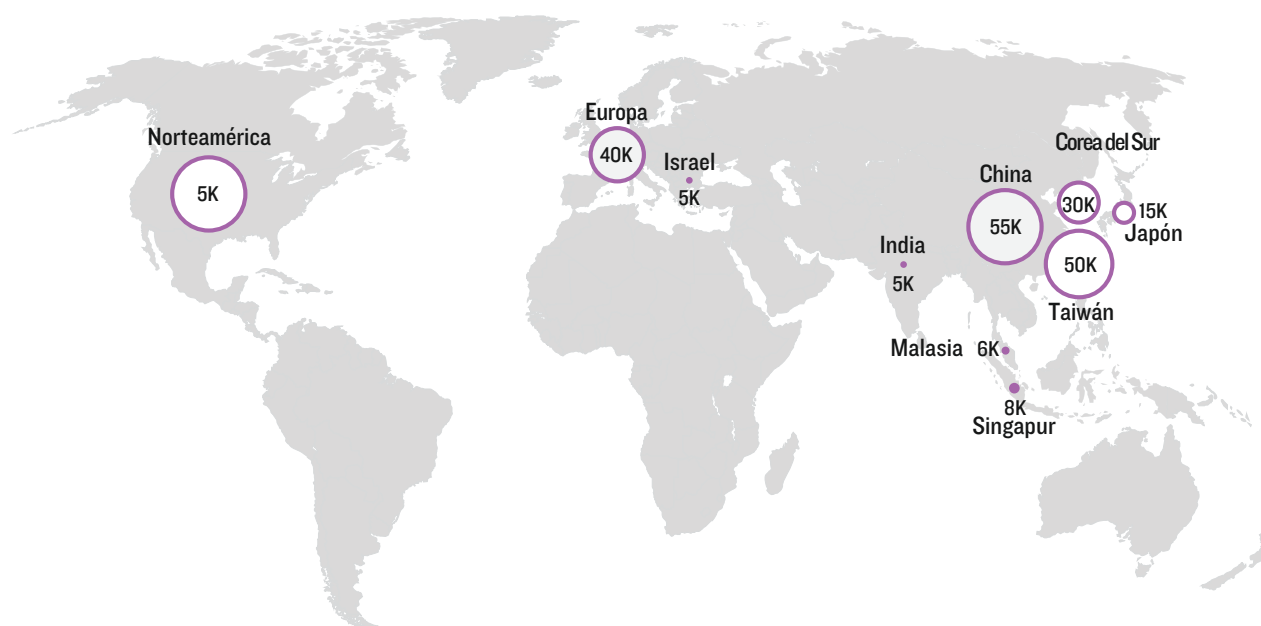 Norteamérica
5K
Europa
40K
Israel
5K
Corea del Sur
China
55K
30K
15K
Japón
India
5K
50K
Taiwán
Malasia 6K
8K
Singapur